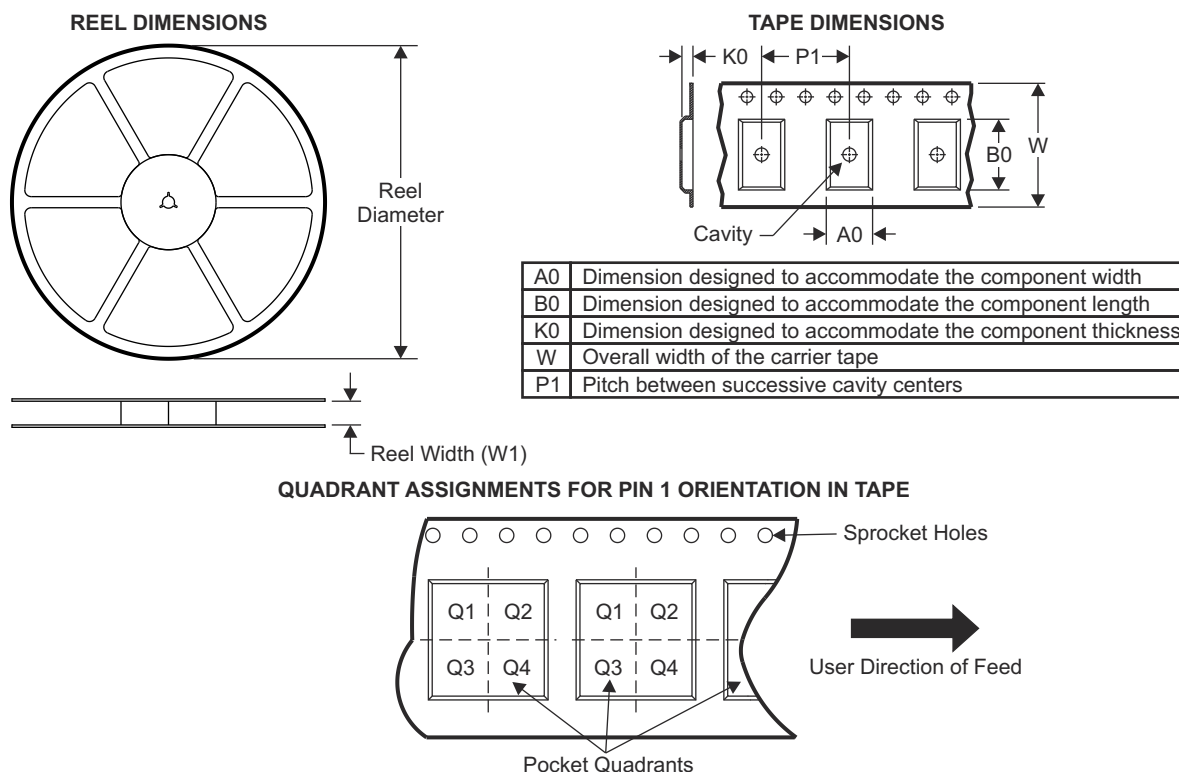 REEL DIMENSIONS
Reel
Diameter
Reel Width (W1)
TAPE DIMENSIONS
K0
P1
B0
W
Cavity
A0
A0 Dimension designed to accommodate the component width
B0 Dimension designed to accommodate the component length
K0 Dimension designed to accommodate the component thickness
W Overall width of the carrier tape
P1 Pitch between successive cavity centers
QUADRANT ASSIGNMENTS FOR PIN 1 ORIENTATION IN TAPE
Sprocket Holes
Q1 Q2 Q1 Q2
Q3 Q4 Q3 Q4
User Direction of Feed
Pocket Quadrants